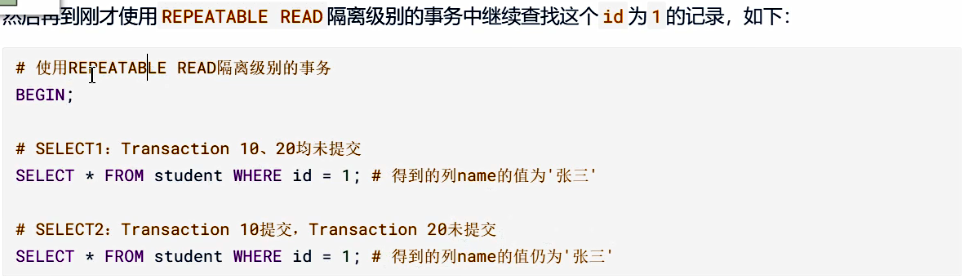 然后再到刚才使用 REPEATABLE READ 隔离级别的事务中继续查找这个 id 为 1 的记录，如下：
# 使用REPEATABLE READ隔离级别的事务
BEGIN;
# SELECT1：Transaction 10、20均未提交
SELECT * FROM student WHERE id = 1; # 得到的列name的值为'张三'
# SELECT2：Transaction 10提交，Transaction 20未提交
SELECT * FROM student WHERE id = 1; # 得到的列name的值仍为'张三'